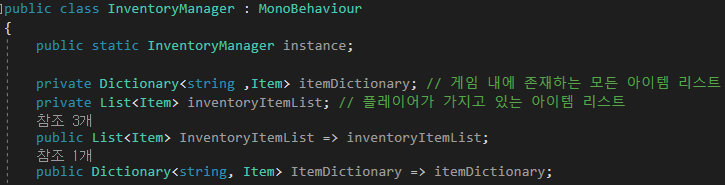 public class InventoryManager : MonoBehaviour
{
public static InventoryManager instance;
private Dictionary<string ,Item> itemDictionary; // 게임 내에 존재하는 모든 아이템 리스트
private List<Item> inventoryItemList; // 플레이어가 가지고 있는 아이템 리스트
참조 3개
public List<Item> InventoryItemList => inventoryItemList;
참조 1개
public Dictionary<string, Item> ItemDictionary => itemDictionary;